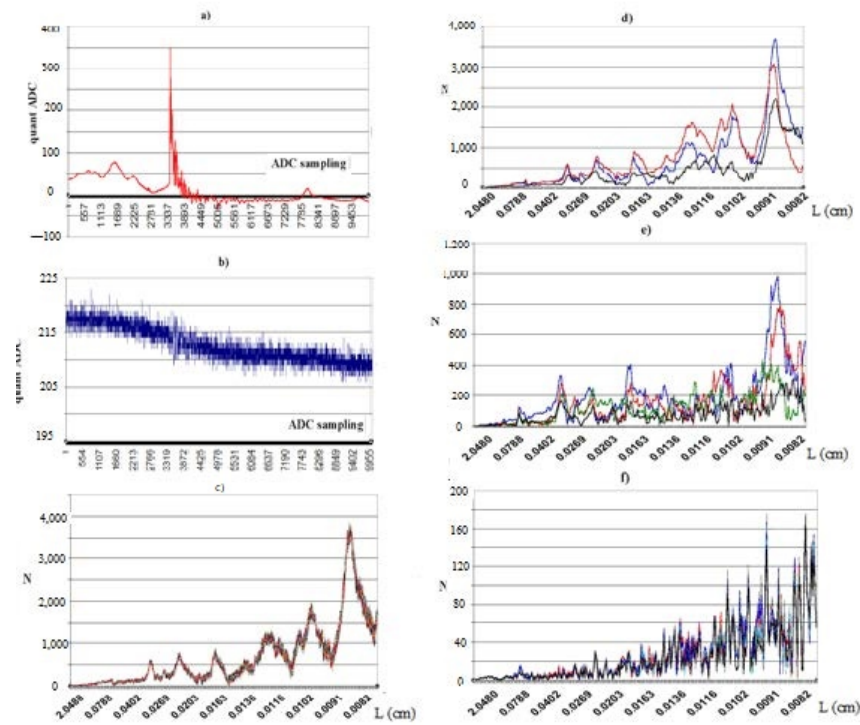 a)
quant ADC
400
300
200
100
0
—100
ADC sampling
1 557 1113 1669 2225 2781 3337 3893 4449 5005 5561 6117 6673 7229 7785 8341 8897 9453
b)
quant ADC
225
215
205
195
ADC sampling
1 554 1107 1660 2213 2766 3319 3872 4425 4978 5531 6084 6637 7190 7743 8296 8849 9402 9955
c)
N
4,000
3,000
2,000
1,000
0
2.0488 0.0788 0.0402 0.0269 0.0203 0.0163 0.0136 0.0116 0.0102 0.0091 0.0082
L (cm)
d)
N
4,000
3,000
2,000
1,000
0
2.0480 0.0788 0.0402 0.0269 0.0203 0.0163 0.0136 0.0116 0.0102 0.0091 0.0082
L (cm)
e)
N
1.200
1,000
800
600
400
200
0
2.0480 0.0788 0.0402 0.0269 0.0203 0.0163 0.0136 0.0116 0.0102 0.0091 0.0082
L (cm)
f)
N
200
160
120
80
40
0
2.0480 0.0788 0.0402 0.0269 0.0203 0.0163 0.0136 0.0116 0.0102 0.0091 0.0082
L (cm)